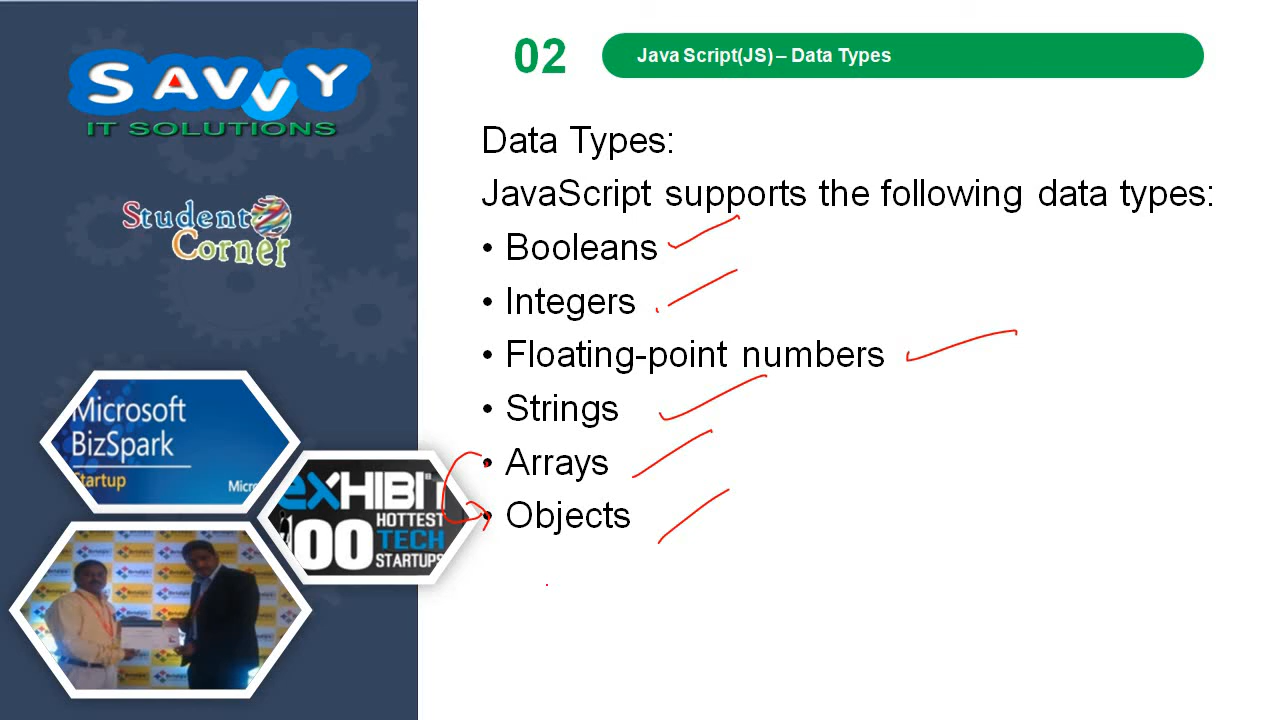 SAVVY
IT SOLUTIONS
Student
Corner
Microsoft
BizSpark
Startup
Micros
eXHIBIT
100 HOTTEST
TECH
STARTUPS
02
Java Script(JS) – Data Types
Data Types:
JavaScript supports the following data types:
• Booleans
• Integers
• Floating-point numbers
• Strings
• Arrays
• Objects